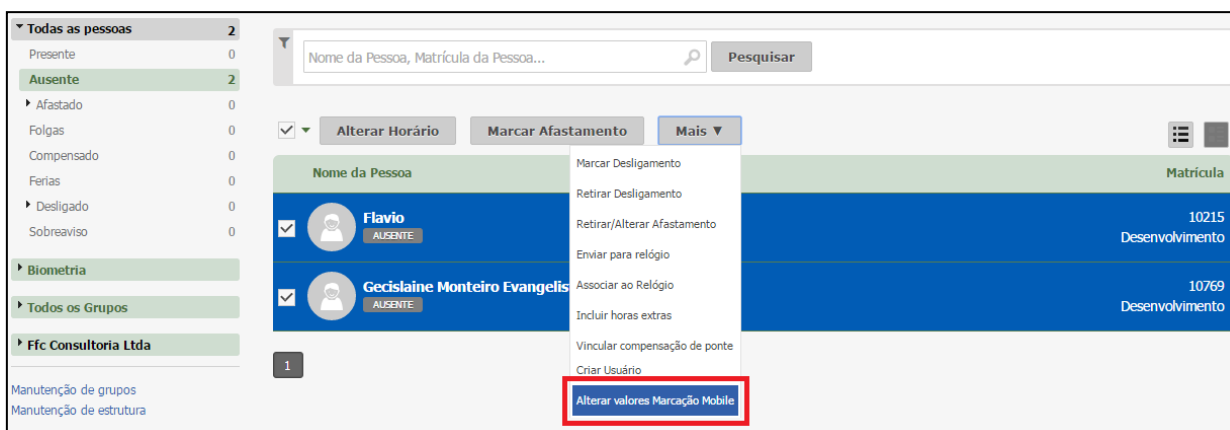 Todas as pessoas 2
Presente 0
Ausente 2
Afastado 0
Folgas 0
Compensado 0
Ferias 0
Desligado 0
Sobreaviso 0
Biometria
Todos os Grupos
Ffc Consultoria Ltda
Manutenção de grupos
Manutenção de estrutura
Nome da Pessoa, Matrícula da Pessoa... Pesquisar
Alterar Horário Marcar Afastamento Mais ▼
Nome da Pessoa Matrícula
Flavio 10215
AUSENTE Desenvolvimento
Gecislaine Monteiro Evangelis 10769
AUSENTE Desenvolvimento
Marcar Desligamento
Retirar Desligamento
Retirar/Alterar Afastamento
Enviar para relógio
Associar ao Relógio
Incluir horas extras
Vincular compensação de ponte
Criar Usuário
Alterar valores Marcação Mobile
1